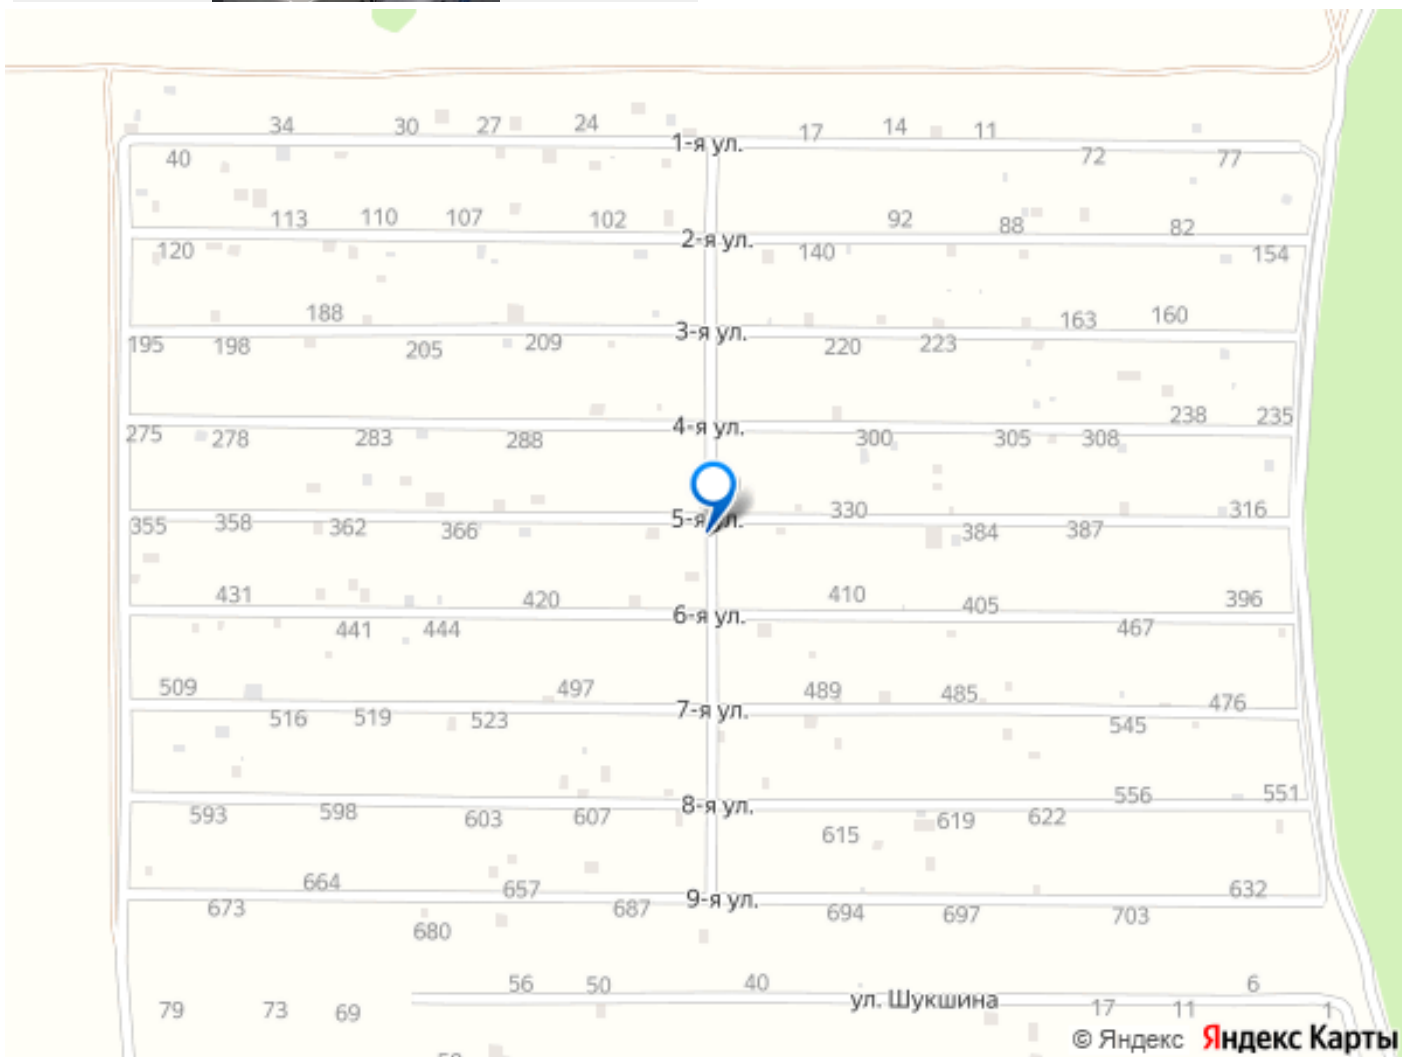 34 30 27 24 17 14 11
1-я ул.
40 72 77
113 110 107 102 92 88 82
2-я ул.
120 140 154
188 163 160
3-я ул.
195 198 205 209 220 223
238 235
4-я ул.
275 278 283 288 300 305 308
330 316
5-я ул.
355 358 362 366 384 387
431 420 410 405 396
6-я ул.
441 444 467
509 497 489 485 476
7-я ул.
516 519 523 545
556 551
8-я ул.
593 598 603 607 615 619 622
664 657 632
9-я ул.
673 680 687 694 697 703
56 50 40 6
ул. Шукшина
79 73 69 17 11 1
© Яндекс Яндекс Карты